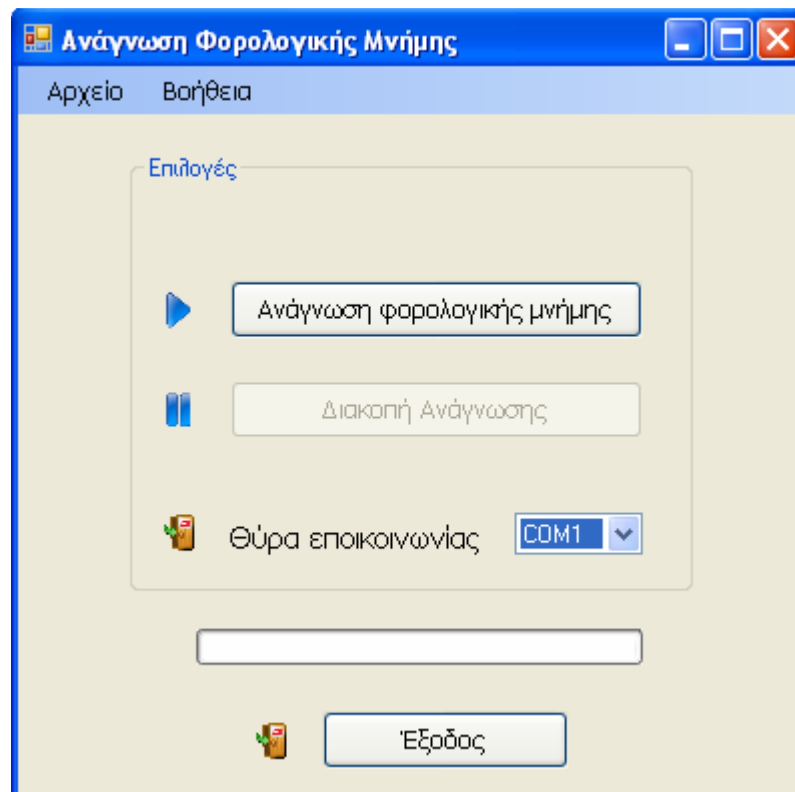 Ανάγνωση Φορολογικής Μνήμης
Αρχείο Βοήθεια
Επιλογές
Ανάγνωση φορολογικής μνήμης
Διακοπή Ανάγνωσης
Θύρα εποικοινωνίας COM1
Έξοδος